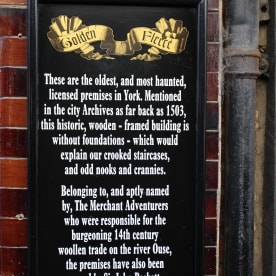 Golden Fleece
These are the oldest, and most haunted,
licensed premises in York. Mentioned
in the city Archives as far back as 1503,
this historic, wooden - framed building is
without foundations - which would
explain our crooked staircases,
and odd nooks and crannies.
Belonging to, and aptly named
by, The Merchant Adventurers
who were responsible for the
burgeoning 14th century
woollen trade on the river Ouse,
the premises have also been